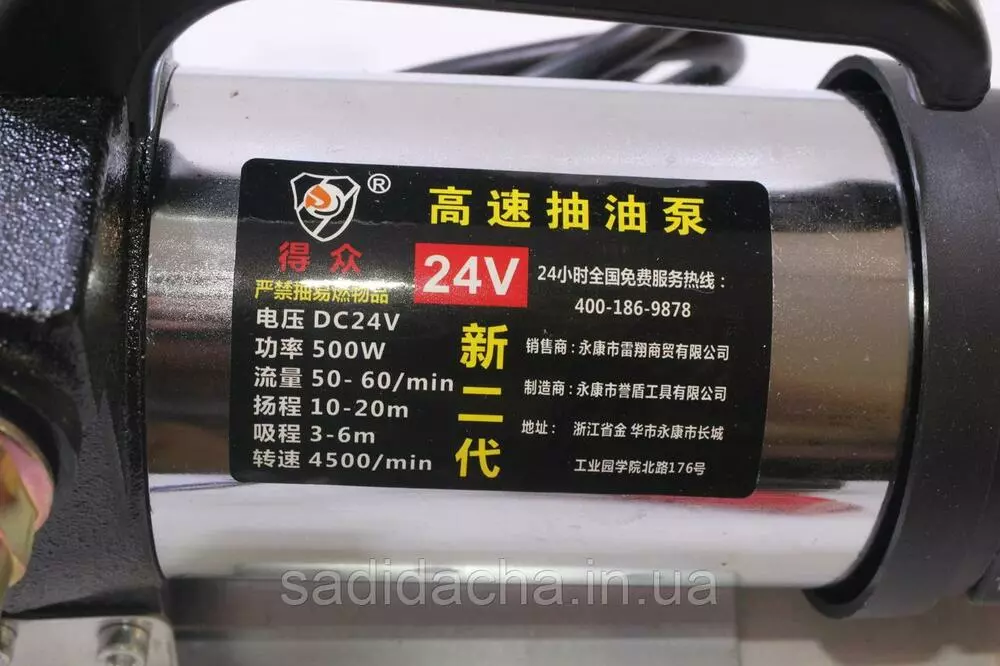 ®
高速抽油泵
得众
24V
24小时全国免费服务热线：
400-186-9878
严禁抽易燃物品
电压 DC24V
功率 500W
流量 50-60/min
扬程 10-20m
吸程 3-6m
转速 4500/min
新二代
销售商：永康市雷翔商贸有限公司
制造商：永康市誉盾工具有限公司
地址： 浙江省金 华市永康市长城
工业园学院北路176号
sadidacha.in.ua